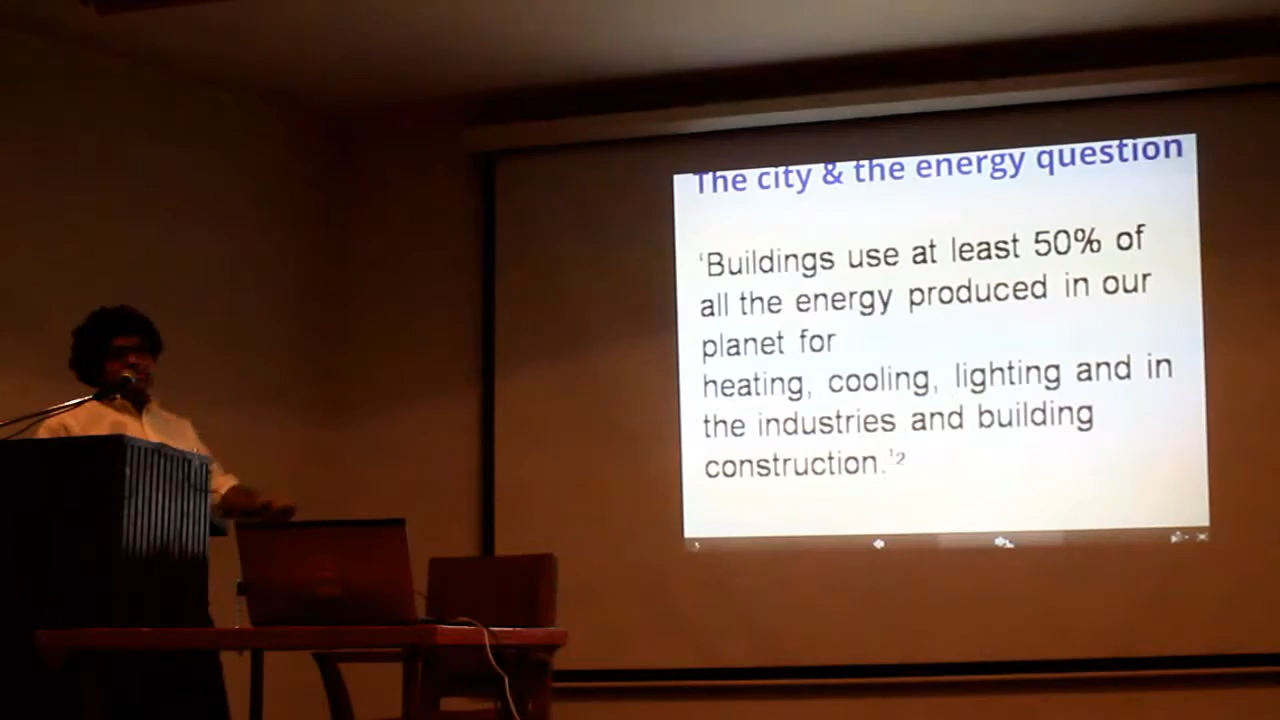 The city & the energy question
‘Buildings use at least 50% of
all the energy produced in our
planet for
heating, cooling, lighting and in
the industries and building
construction.'2